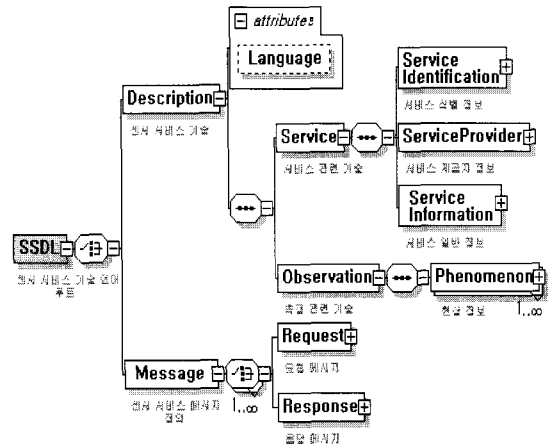 attributes
Language
Description
센서 서비스 기술
Service
Identification
서비스 식별 정보
Service
서비스 관련 기술
ServiceProvider
서비스 제공자 정보
Service
Information
서비스 일반 정보
SSDL
센서 서비스 기술 언어
루트
Observation
측정 관련 기술
Phenomenon
현상 정보
1..∞
Message
센서 서비스 메시지
정의
1..∞
Request
요청 메시지
Response
응답 메시지